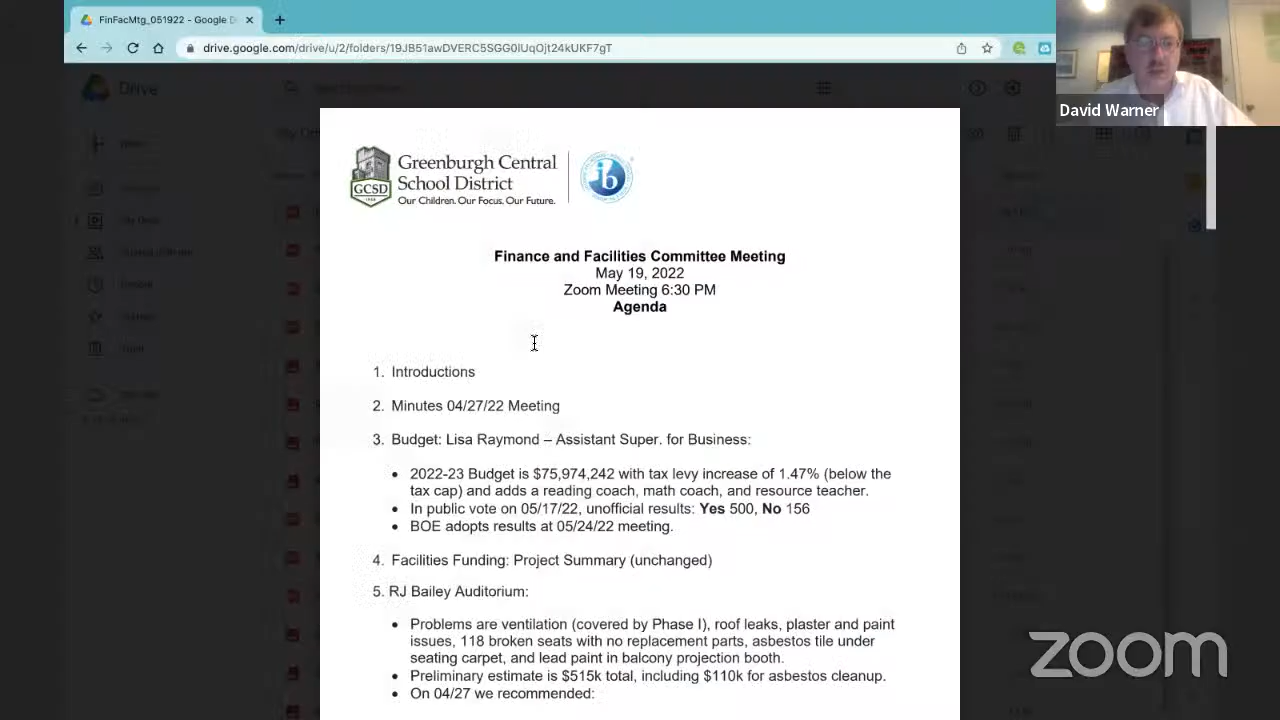 FinFacMtg_051922 - Google D
drive.google.com/drive/u/2/folders/19JB51awDVERC5SGG0IUqOjt24kUKF7gT
David Warner
Drive
GCSD
Greenburgh Central
School District
Our Children. Our Focus. Our Future.
ib
Finance and Facilities Committee Meeting
May 19, 2022
Zoom Meeting 6:30 PM
Agenda
1. Introductions
2. Minutes 04/27/22 Meeting
3. Budget: Lisa Raymond – Assistant Super. for Business:
• 2022-23 Budget is $75,974,242 with tax levy increase of 1.47% (below the
tax cap) and adds a reading coach, math coach, and resource teacher.
• In public vote on 05/17/22, unofficial results: Yes 500, No 156
• BOE adopts results at 05/24/22 meeting.
4. Facilities Funding: Project Summary (unchanged)
5. RJ Bailey Auditorium:
• Problems are ventilation (covered by Phase I), roof leaks, plaster and paint
issues, 118 broken seats with no replacement parts, asbestos tile under
seating carpet, and lead paint in balcony projection booth.
• Preliminary estimate is $515k total, including $110k for asbestos cleanup.
• On 04/27 we recommended:
zoom